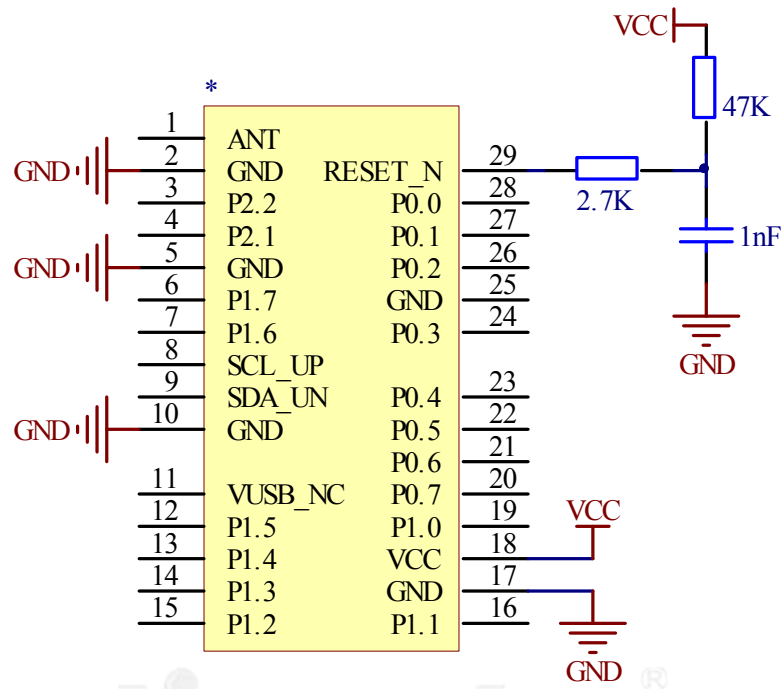 VCC
47K
*
1 ANT
GND 2 GND RESET_N 29 2.7K
3 P2.2 P0.0 28
4 P2.1 P0.1 27 1nF
GND 5 GND P0.2 26
6 P1.7 GND 25
7 P1.6 P0.3 24
GND
8 SCL_UP
9 SDA_UN P0.4 23
GND 10 GND P0.5 22
P0.6 21
11 VUSB_NC P0.7 20
12 P1.5 P1.0 19 VCC
13 P1.4 VCC 18
14 P1.3 GND 17
15 P1.2 P1.1 16
GND
®